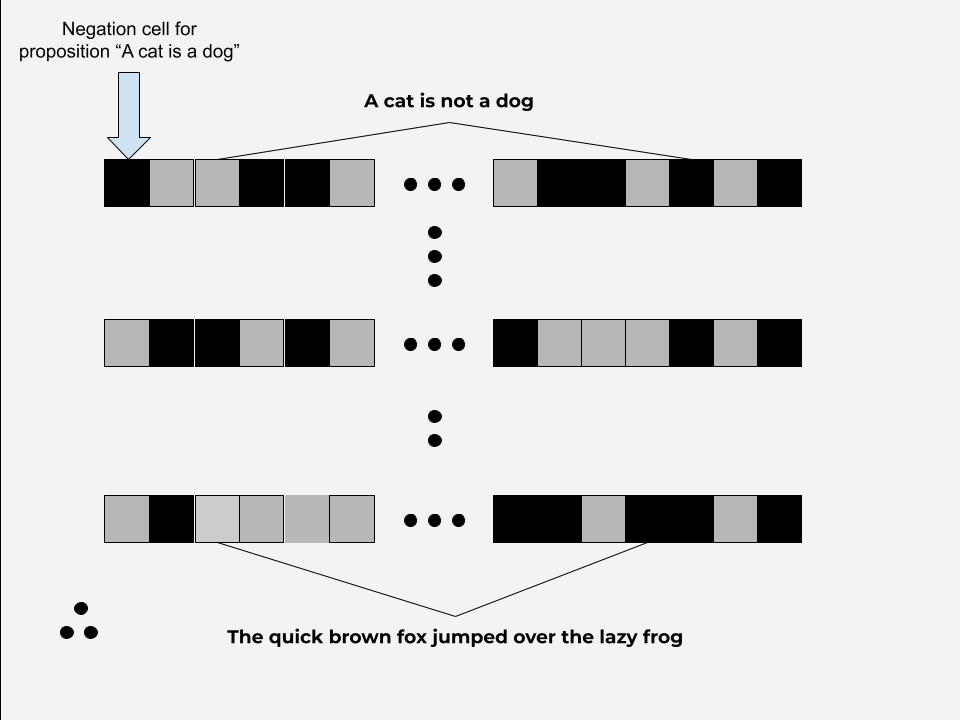 Negation cell for
proposition “A cat is a dog”
A cat is not a dog
The quick brown fox jumped over the lazy frog